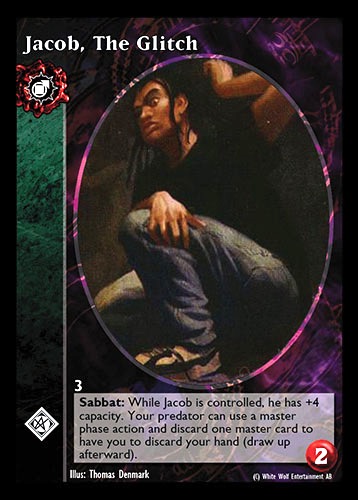 Jacob, The Glitch
3
Sabbat: While Jacob is controlled, he has +4
capacity. Your predator can use a master
phase action and discard one master card to
have you to discard your hand (draw up
afterward).
2
Illus: Thomas Denmark
(C) White Wolf Entertainment AB